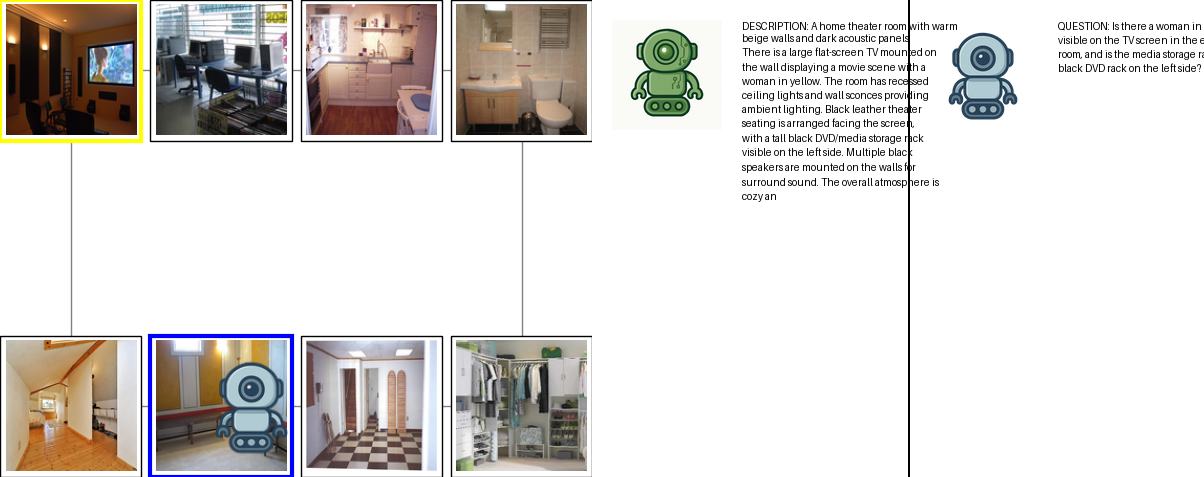 DESCRIPTION: A home theater room with warm
beige walls and dark acoustic panels.
There is a large flat-screen TV mounted on
the wall displaying a movie scene with a
woman in yellow. The room has recessed
ceiling lights and wall sconces providing
ambient lighting. Black leather theater
seating is arranged facing the screen,
with a tall black DVD/media storage rack
visible on the left side. Multiple black
speakers are mounted on the walls for
surround sound. The overall atmosphere is
cozy an
QUESTION: Is there a woman in
visible on the TV screen in the e
room, and is the media storage ra
black DVD rack on the left side?